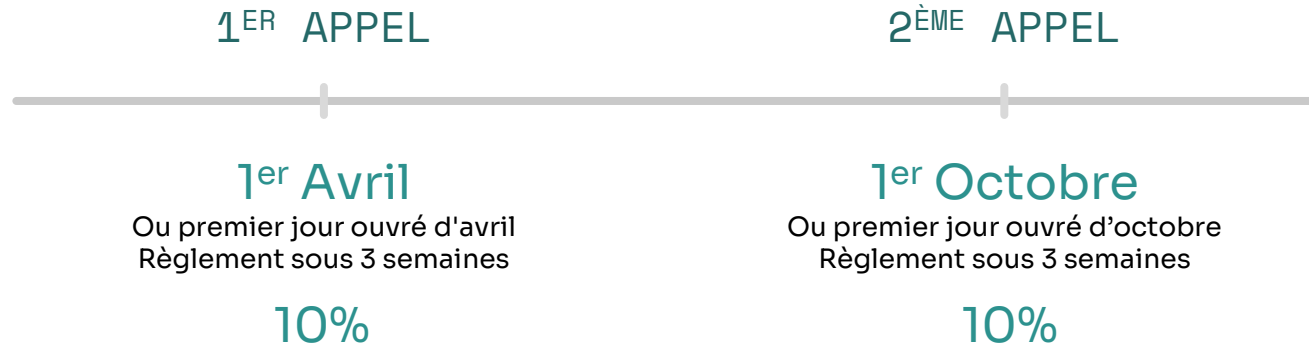 1ER APPEL
2ÈME APPEL
1er Avril
Ou premier jour ouvré d'avril
Règlement sous 3 semaines
10%
1er Octobre
Ou premier jour ouvré d’octobre
Règlement sous 3 semaines
10%